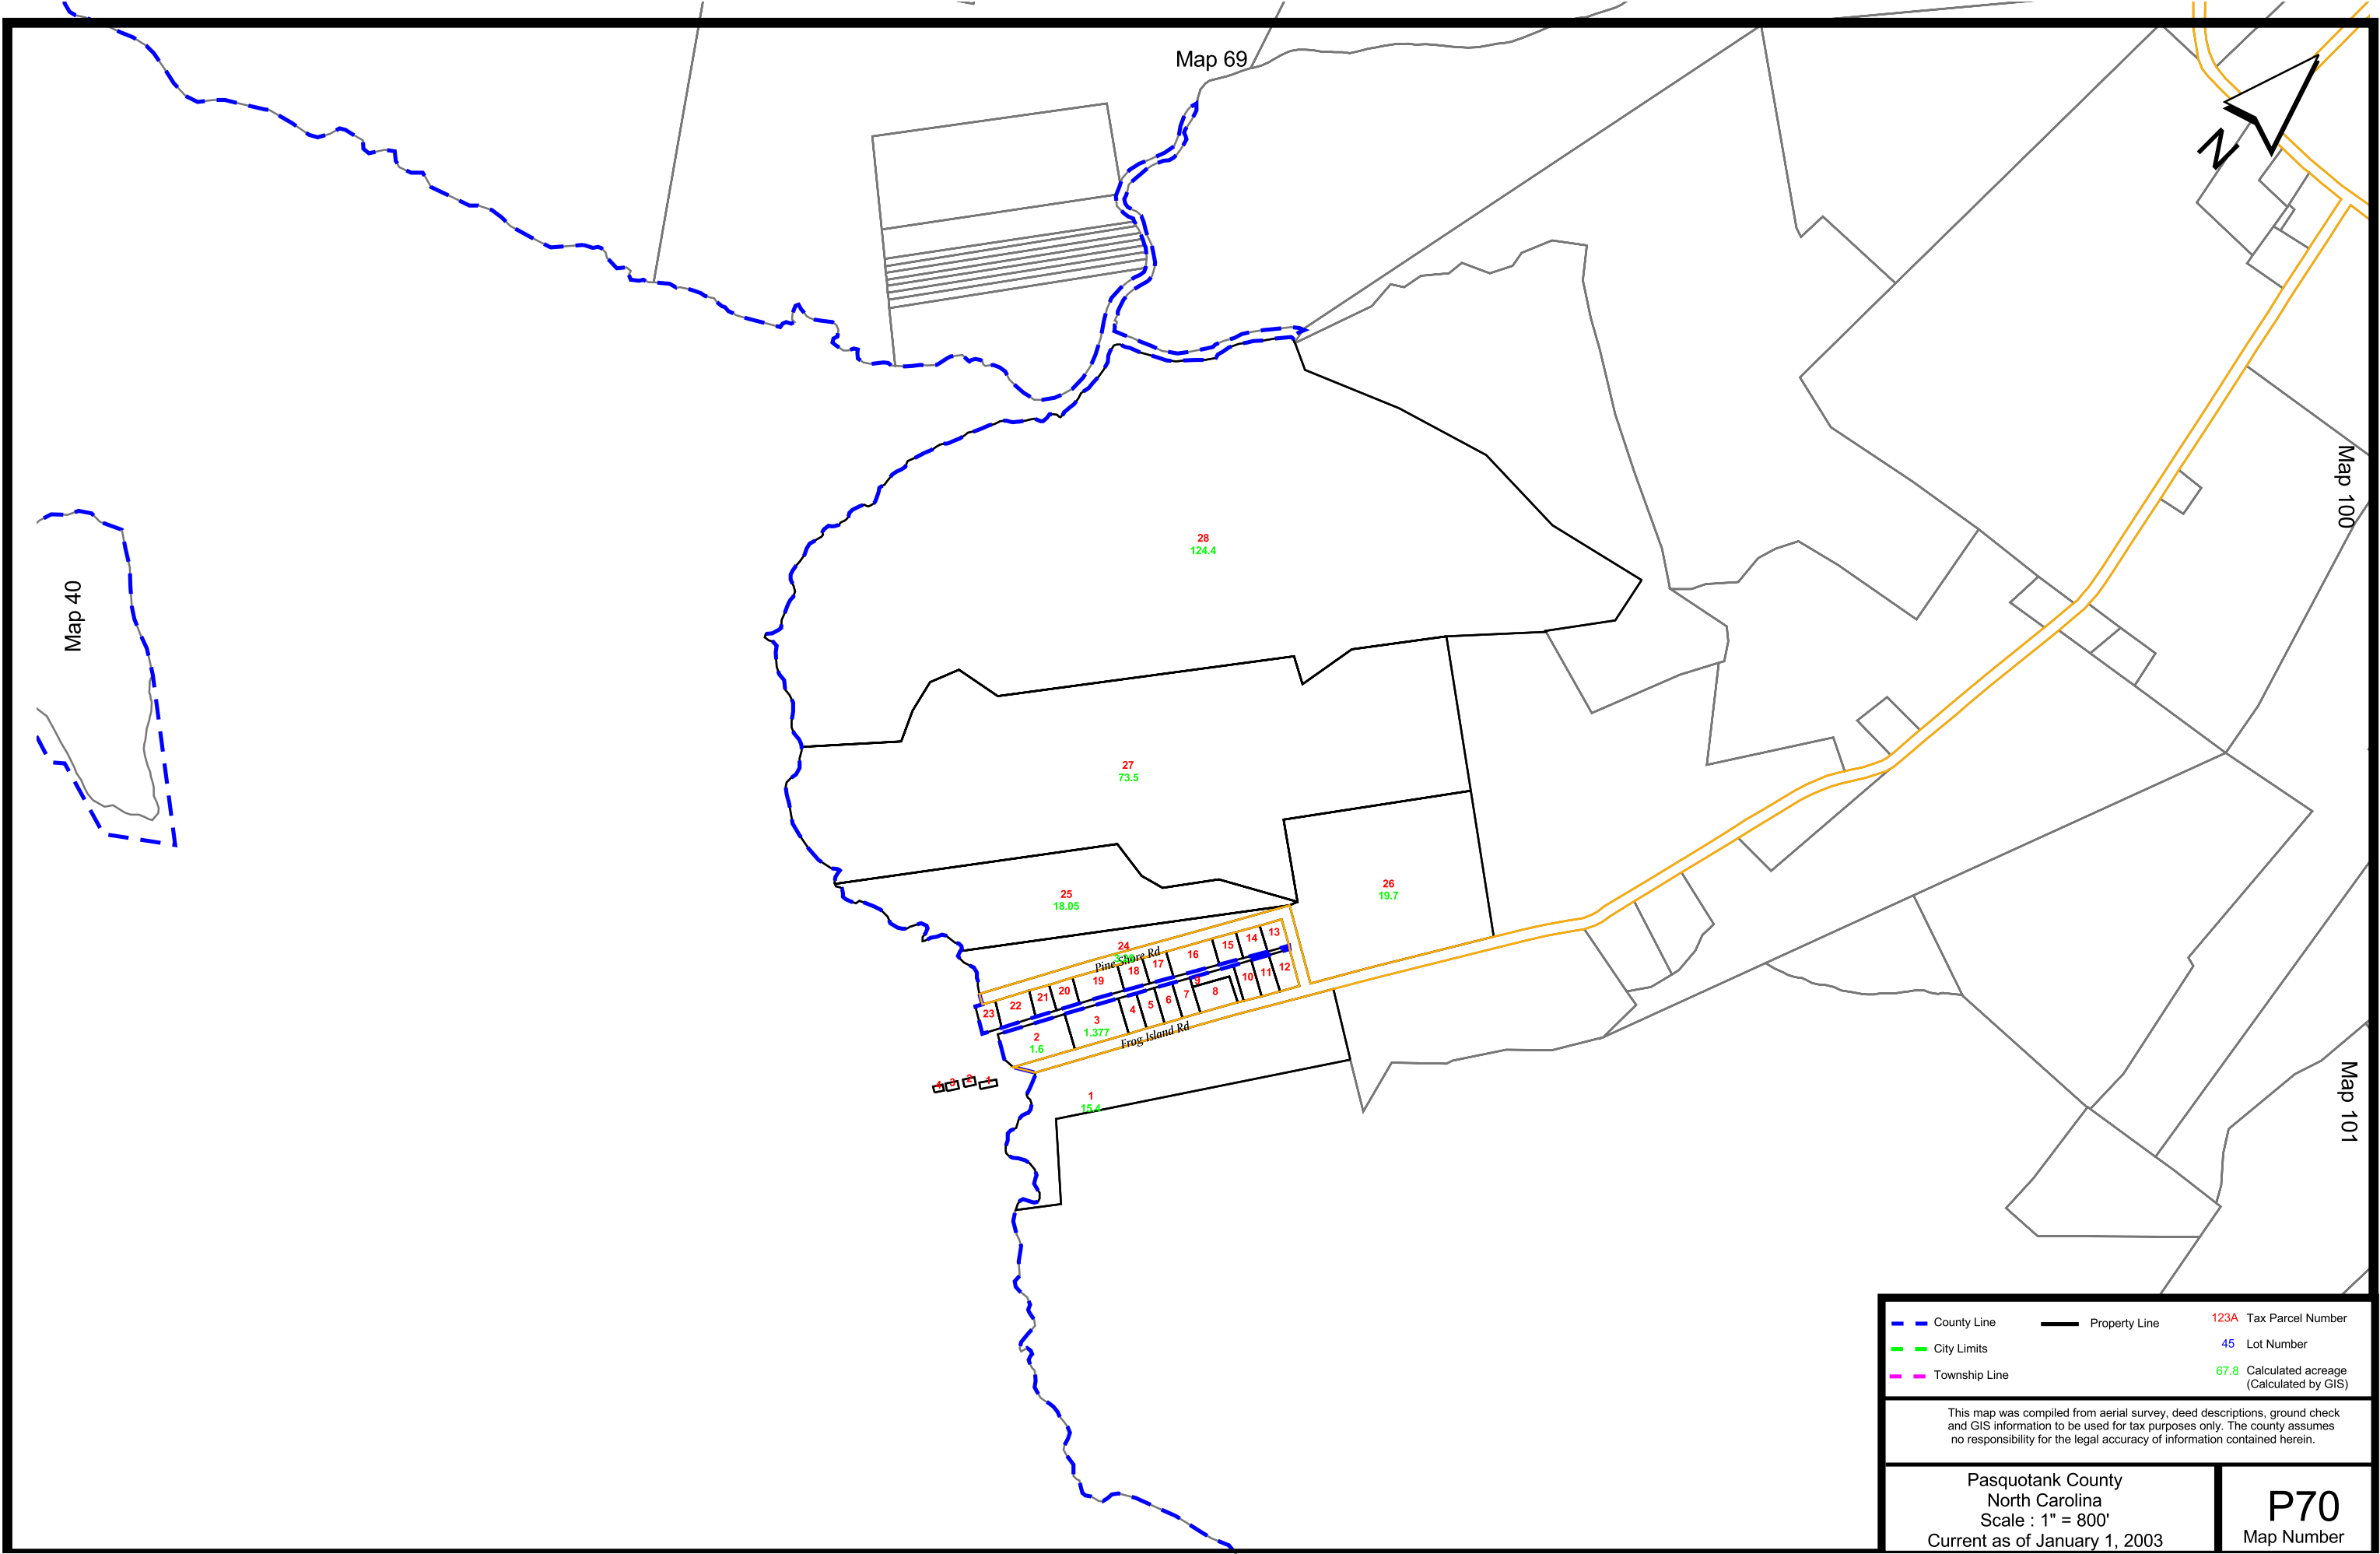 Map 69
N
Map 100
Map 40
28
124.4
27
73.5
25
18.05
26
19.7
24
Pine Shore Rd
13
14
15
16
17
18
19
20
21
22
23
12
11
10
9
8
7
6
5
4
3
1.377
2
1.6
Frog Island Rd
4 3 2 1
1
15.4
Map 101
County Line
Property Line
123A Tax Parcel Number
City Limits
45 Lot Number
Township Line
67.8 Calculated acreage
(Calculated by GIS)
This map was compiled from aerial survey, deed descriptions, ground check
and GIS information to be used for tax purposes only. The county assumes
no responsibility for the legal accuracy of information contained herein.
Pasquotank County
North Carolina
Scale : 1" = 800'
Current as of January 1, 2003
P70
Map Number